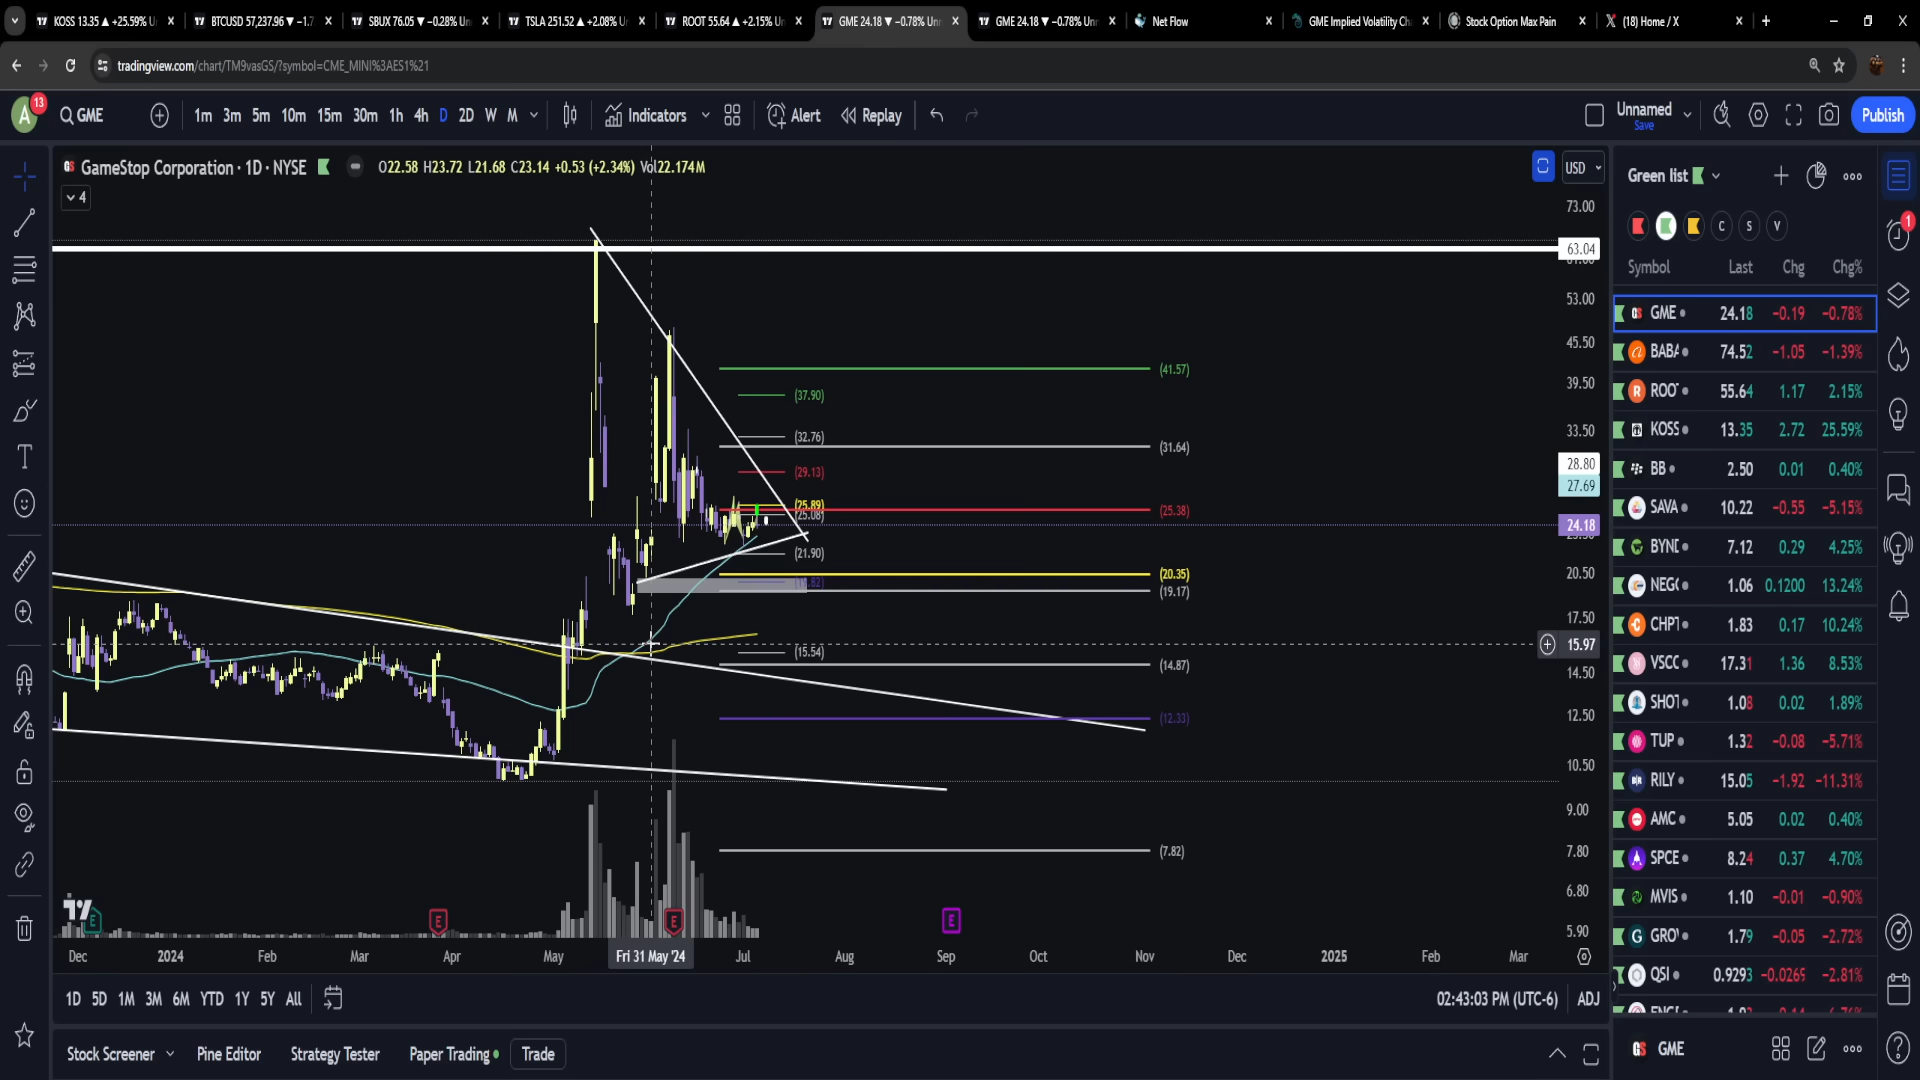 KOSS 13.35 ▲ +25.59% Un
BTCUSD 57,237.96 ▼ −1.7
SBUX 76.05 ▼ −0.28% Un
TSLA 251.52 ▲ +2.08% U
ROOT 55.64 ▲ +2.15% Un
GME 24.18 ▼ −0.78% Unn
GME 24.18 ▼ −0.78% Unn
Net Flow
GME Implied Volatility Ch
Stock Option Max Pain
(18) Home / X
tradingview.com/chart/TM9vasGS/?symbol=CME_MINI%3AES1%21
A 13
GME
1m 3m 5m 10m 15m 30m 1h 4h D 2D W M
Indicators
Alert
Replay
Unnamed
Save
Publish
GameStop Corporation · 1D · NYSE
O22.58 H23.72 L21.68 C23.14 +0.53 (+2.34%) Vol22.174M
4
USD
73.00
63.04
53.00
45.50
39.50
33.50
28.80
27.69
24.18
20.50
17.50
15.97
14.50
12.50
10.50
9.00
7.80
6.80
5.90
(41.57)
(37.90)
(32.76)
(31.64)
(29.13)
(25.89)
(25.38)
(25.08)
(21.90)
(20.35)
(19.17)
(15.54)
(14.87)
(12.33)
(7.82)
E E E E
Dec 2024 Feb Mar Apr May Fri 31 May '24 Jul Aug Sep Oct Nov Dec 2025 Feb Mar
1D 5D 1M 3M 6M YTD 1Y 5Y All
02:43:03 PM (UTC-6) ADJ
Stock Screener Pine Editor Strategy Tester Paper Trading Trade
Green list
C S V
Symbol Last Chg Chg%
GME 24.18 −0.19 −0.78%
BABA 74.52 −1.05 −1.39%
ROOT 55.64 1.17 2.15%
KOSS 13.35 2.72 25.59%
BB 2.50 0.01 0.40%
SAVA 10.22 −0.55 −5.15%
BYND 7.12 0.29 4.25%
NEGG 1.06 0.1200 13.24%
CHPT 1.83 0.17 10.24%
VSCO 17.31 1.36 8.53%
SHOT 1.08 0.02 1.89%
TUP 1.32 −0.08 −5.71%
RILY 15.05 −1.92 −11.31%
AMC 5.05 0.02 0.40%
SPCE 8.24 0.37 4.70%
MVIS 1.10 −0.01 −0.90%
GROV 1.79 −0.05 −2.72%
QSI 0.9293 −0.0269 −2.81%
GME
1